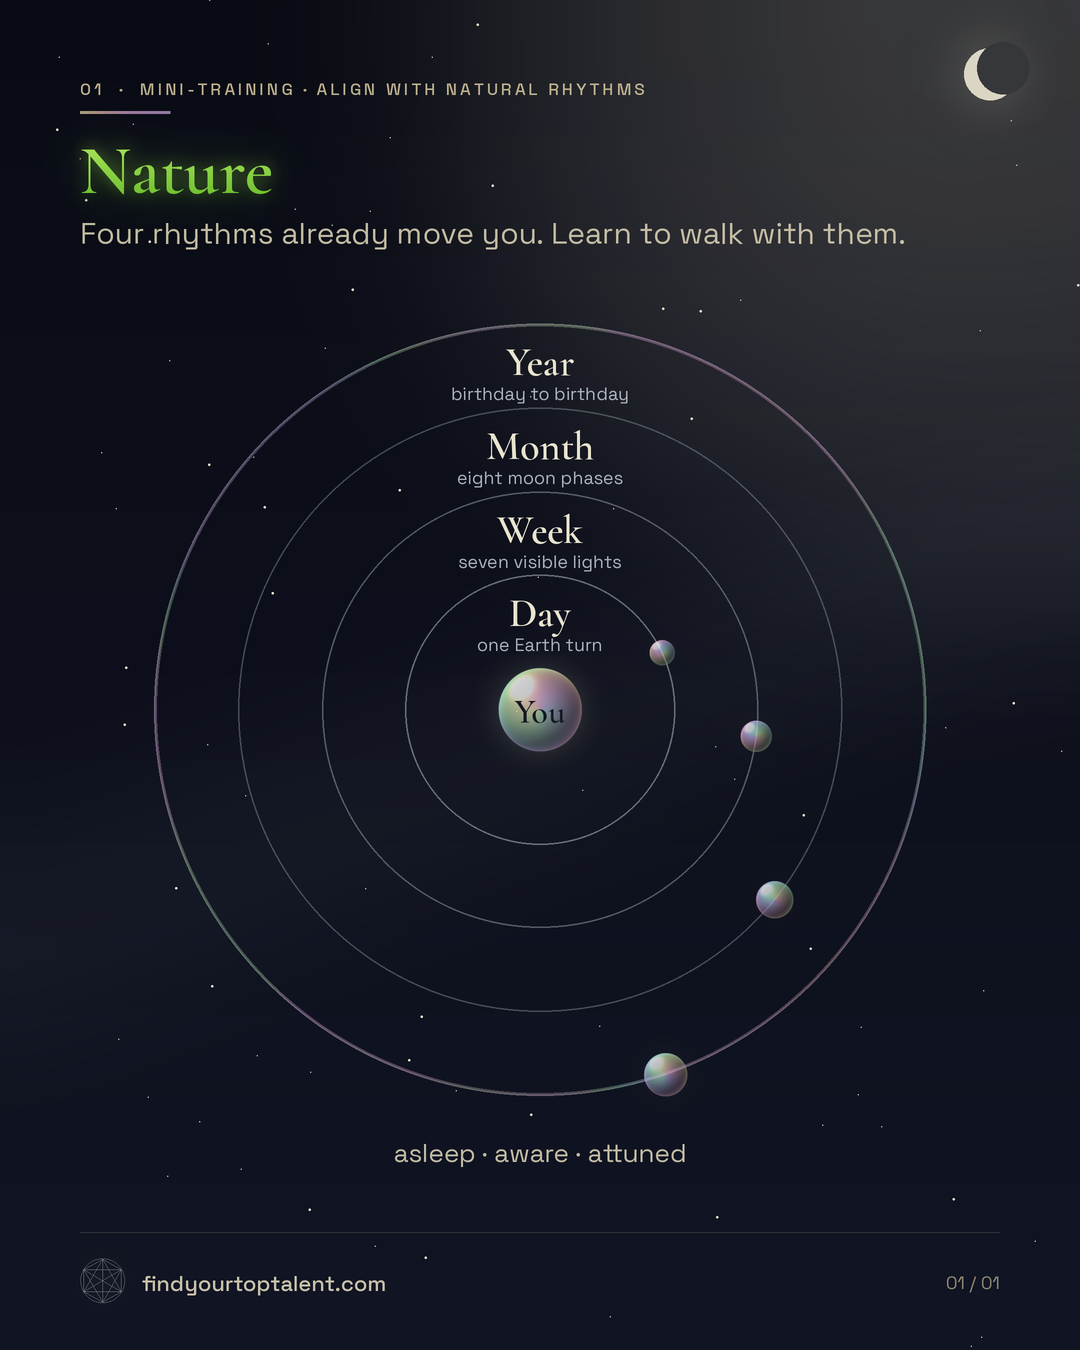 01 · MINI-TRAINING · ALIGN WITH NATURAL RHYTHMS
Nature
Four rhythms already move you. Learn to walk with them.
Year
birthday to birthday
Month
eight moon phases
Week
seven visible lights
Day
one Earth turn
You
asleep · aware · attuned
findyourtoptalent.com
01 / 01